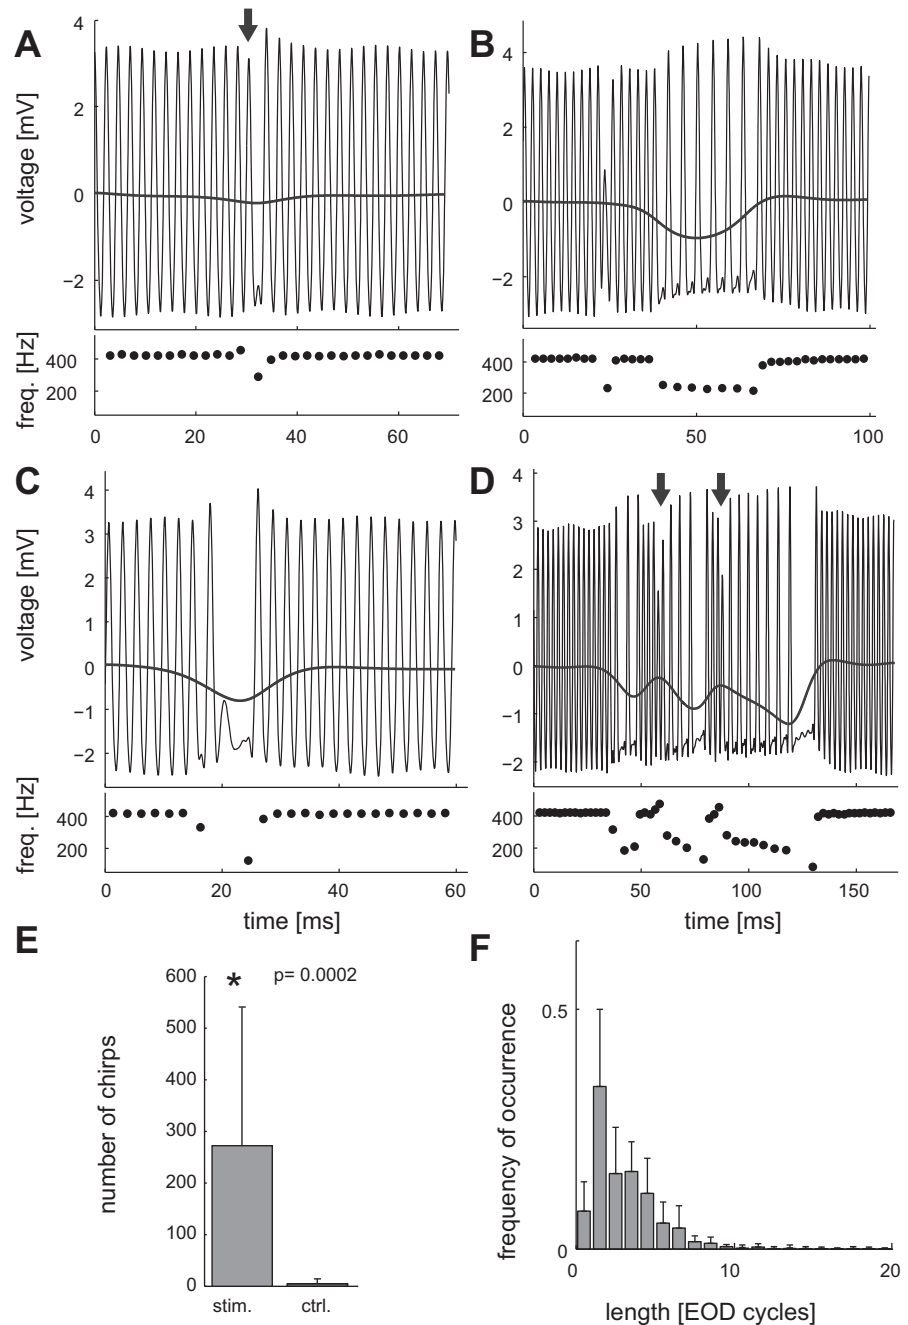 A
B
4
2
0
−2
voltage [mV]
4
2
0
−2
400
200
freq. [Hz]
0 20 40 60
400
200
0 50 100
C
D
4
3
2
1
0
−1
−2
voltage [mV]
4
3
2
1
0
−1
−2
400
200
freq. [Hz]
0 20 40 60
time [ms]
400
200
0 50 100 150
time [ms]
E
600
500
400
300
200
100
0
number of chirps
* p= 0.0002
stim. ctrl.
F
0.5
0
frequency of occurrence
0 10 20
length [EOD cycles]